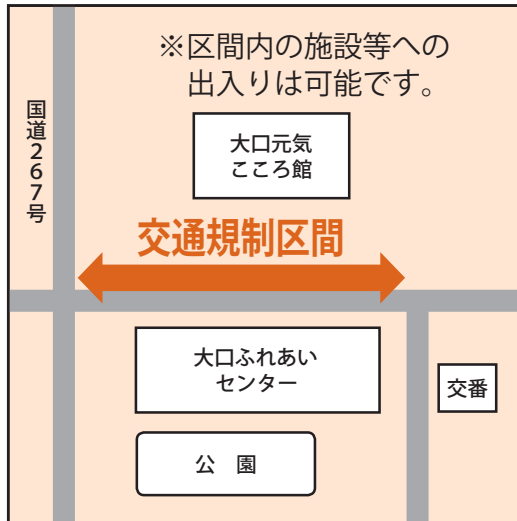 ※区間内の施設等への
出入りは可能です。
国道267号
大口元気
こころ館
交通規制区間
大口ふれあい
センター
交番
公 園